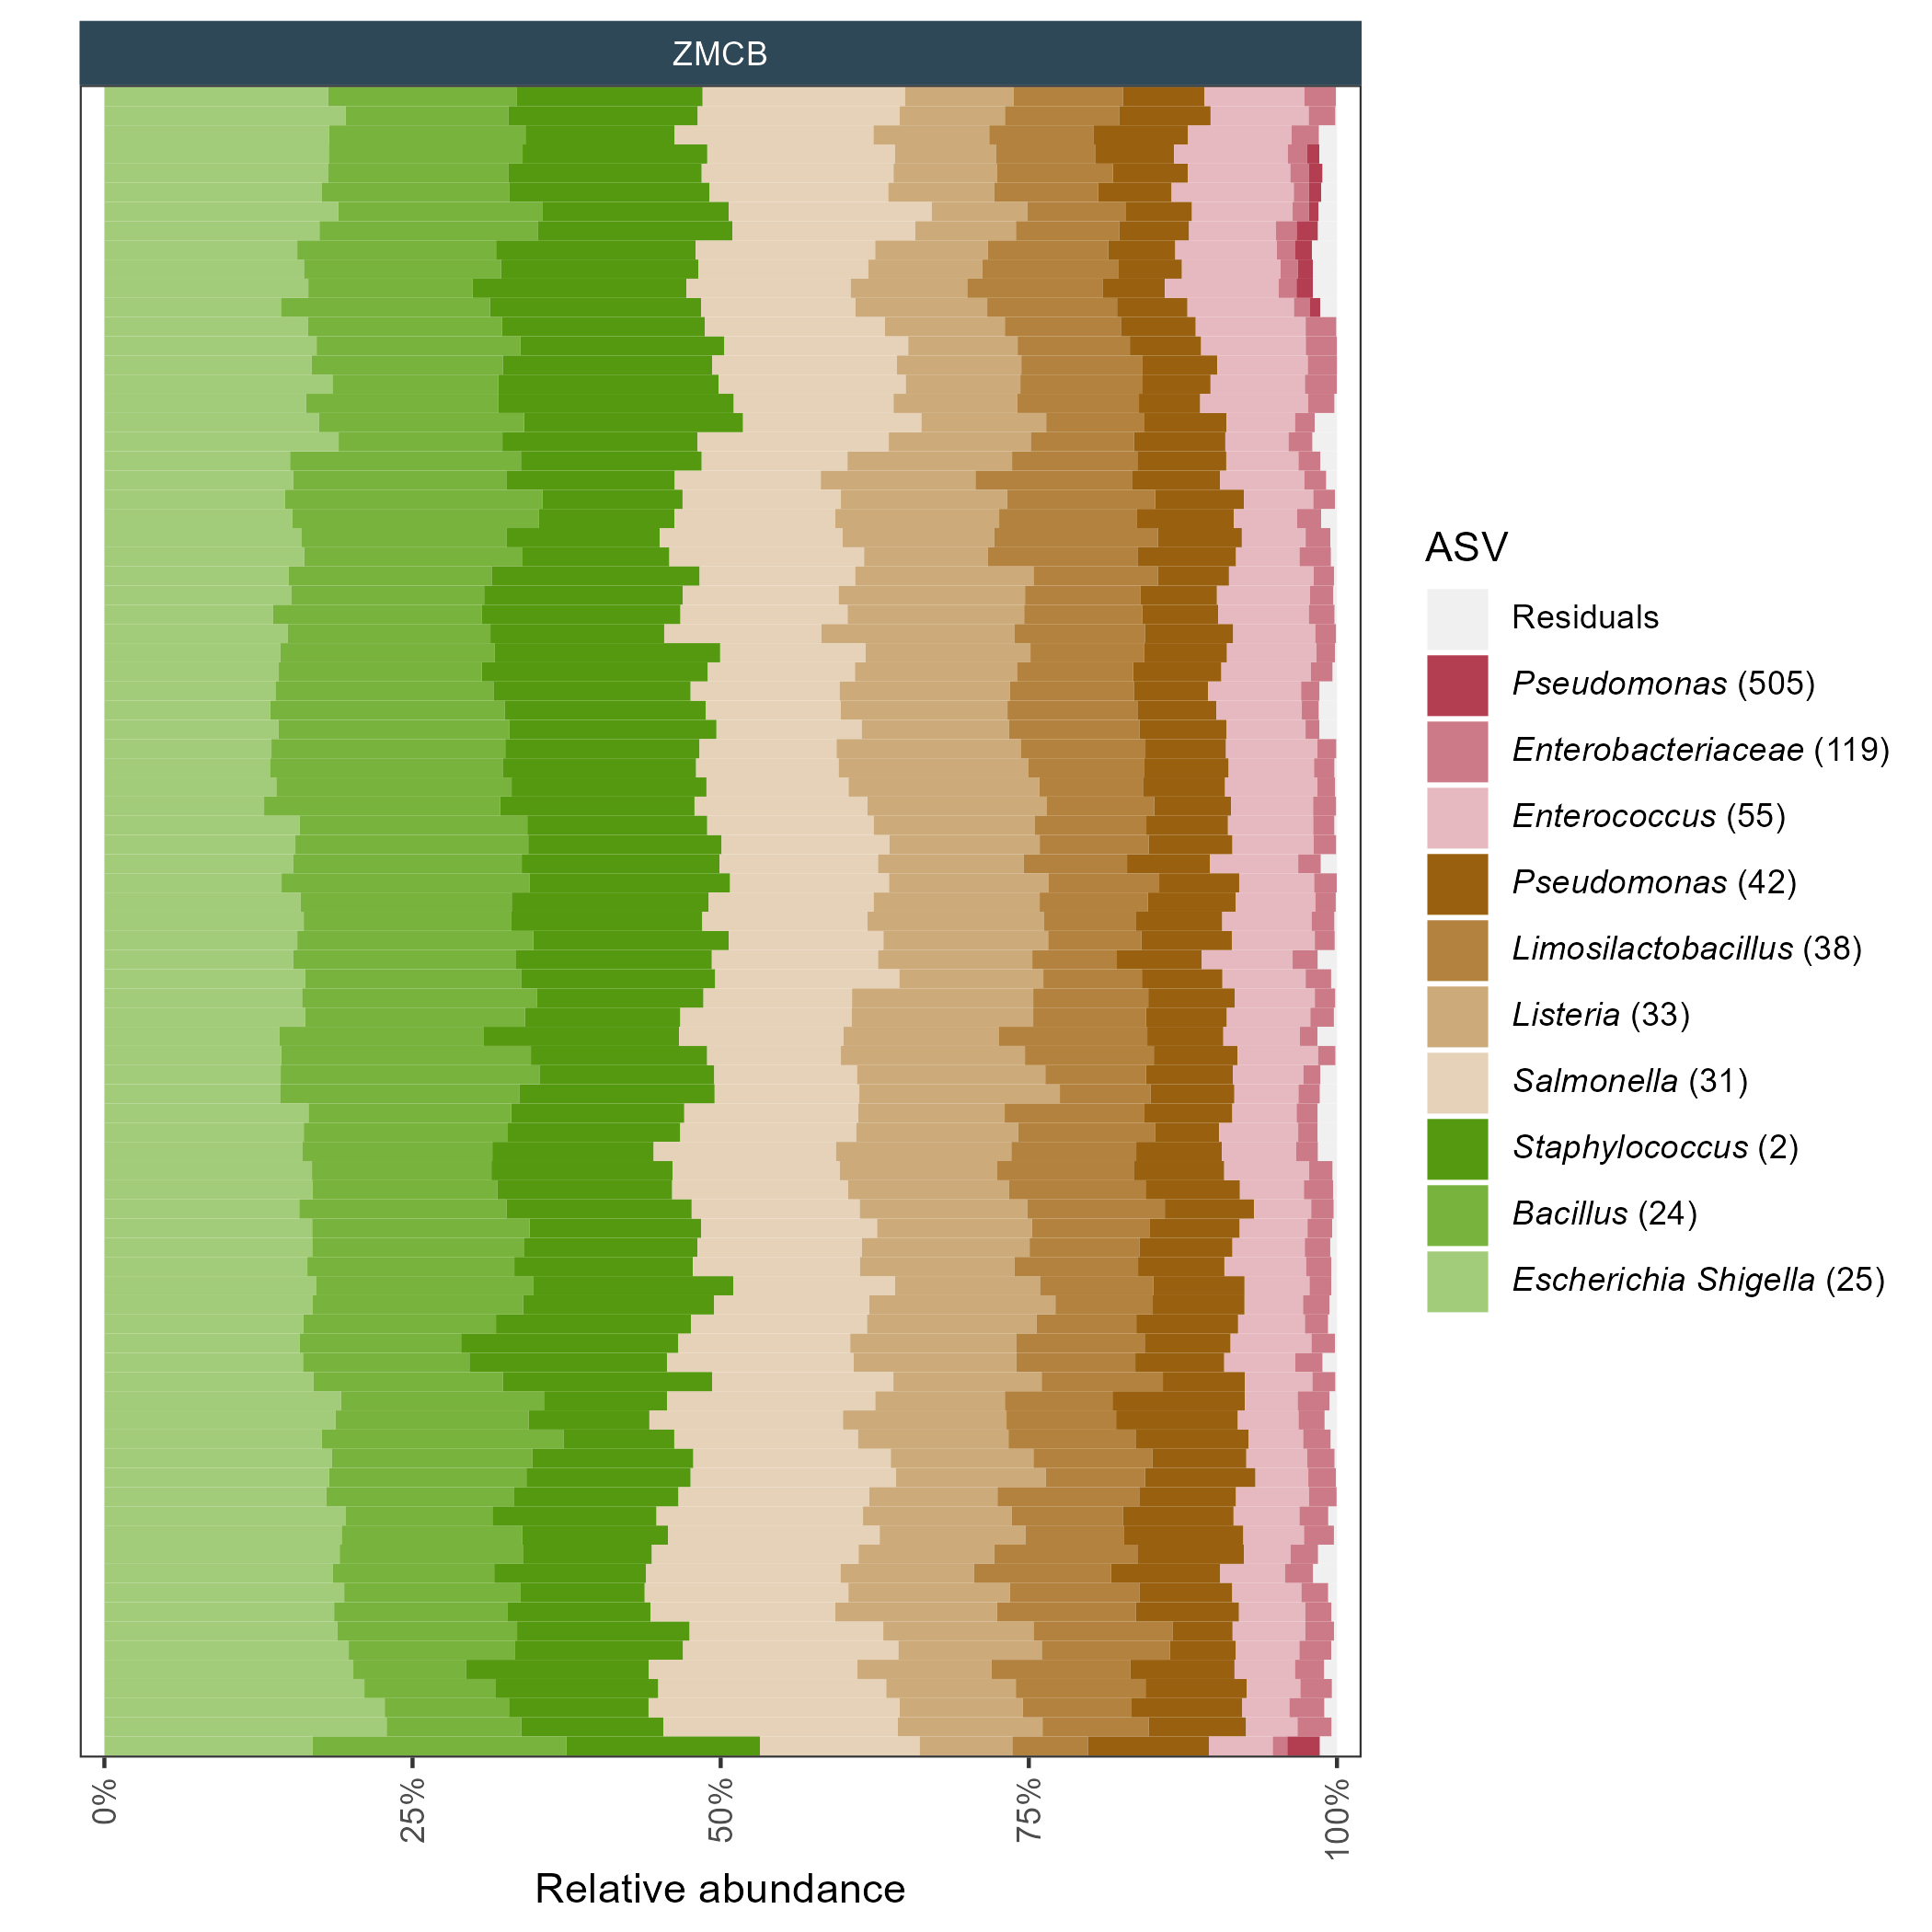 ZMCB
ASV
Residuals
Pseudomonas (505)
Enterobacteriaceae (119)
Enterococcus (55)
Pseudomonas (42)
Limosilactobacillus (38)
Listeria (33)
Salmonella (31)
Staphylococcus (2)
Bacillus (24)
Escherichia Shigella (25)
0%
25%
50%
75%
100%
Relative abundance